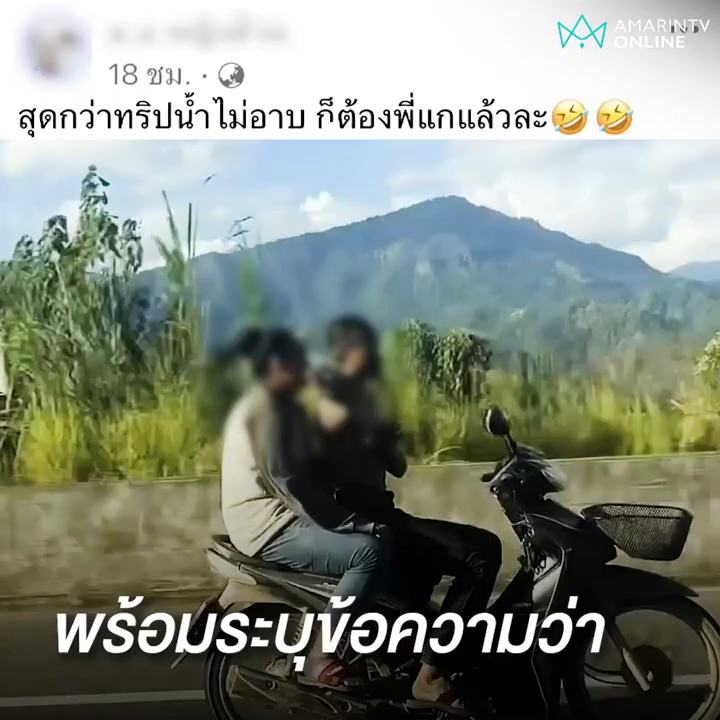 AMARINTV
ONLINE
18 ชม.
สุดกว่าทริปน้ำไม่อาบ ก็ต้องพี่แกแล้วละ🤣🤣
พร้อมระบุข้อความว่า